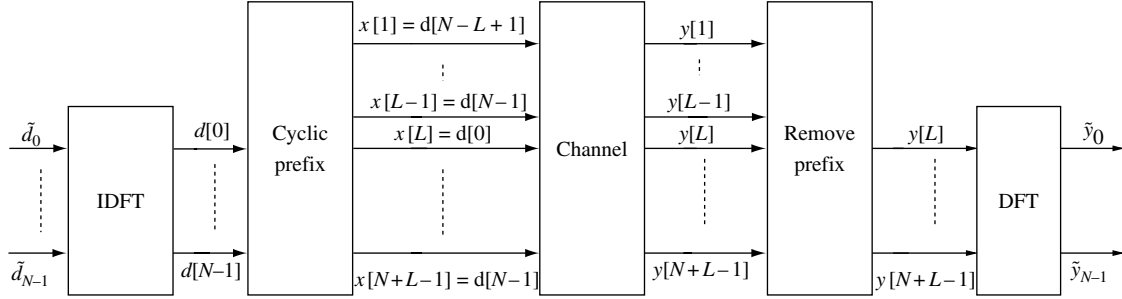 x[1] = d[N – L + 1]
y[1]
x[L–1] = d[N–1]
y[L–1]
d̃₀
d[0]
Cyclic prefix
x[L] = d[0]
Channel
y[L]
Remove prefix
y[L]
ỹ₀
IDFT
DFT
d̃_{N–1}
d[N–1]
x[N+L–1] = d[N–1]
y[N+L–1]
y[N+L–1]
ỹ_{N–1}